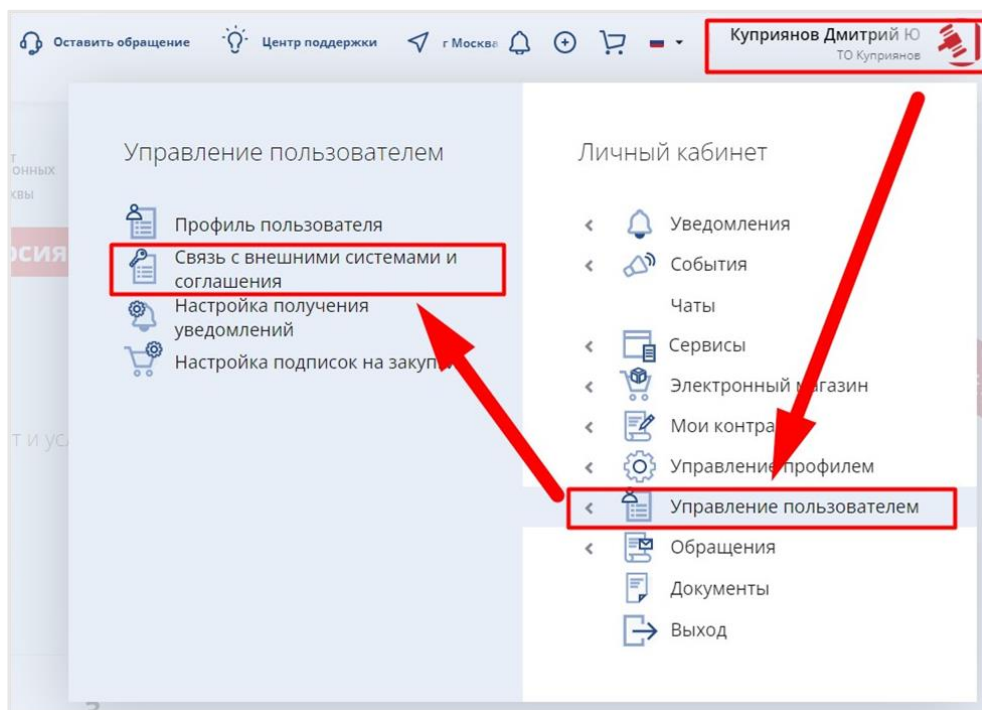 Оставить обращение
Центр поддержки
г Москва
Куприянов Дмитрий Ю
ТО Куприянов
Управление пользователем
Профиль пользователя
Связь с внешними системами и
соглашения
Настройка получения
уведомлений
Настройка подписок на
Личный кабинет
Уведомления
События
Чаты
Сервисы
Электронный магазин
Мои
Управление профилем
Управление пользователем
Обращения
Документы
Выход